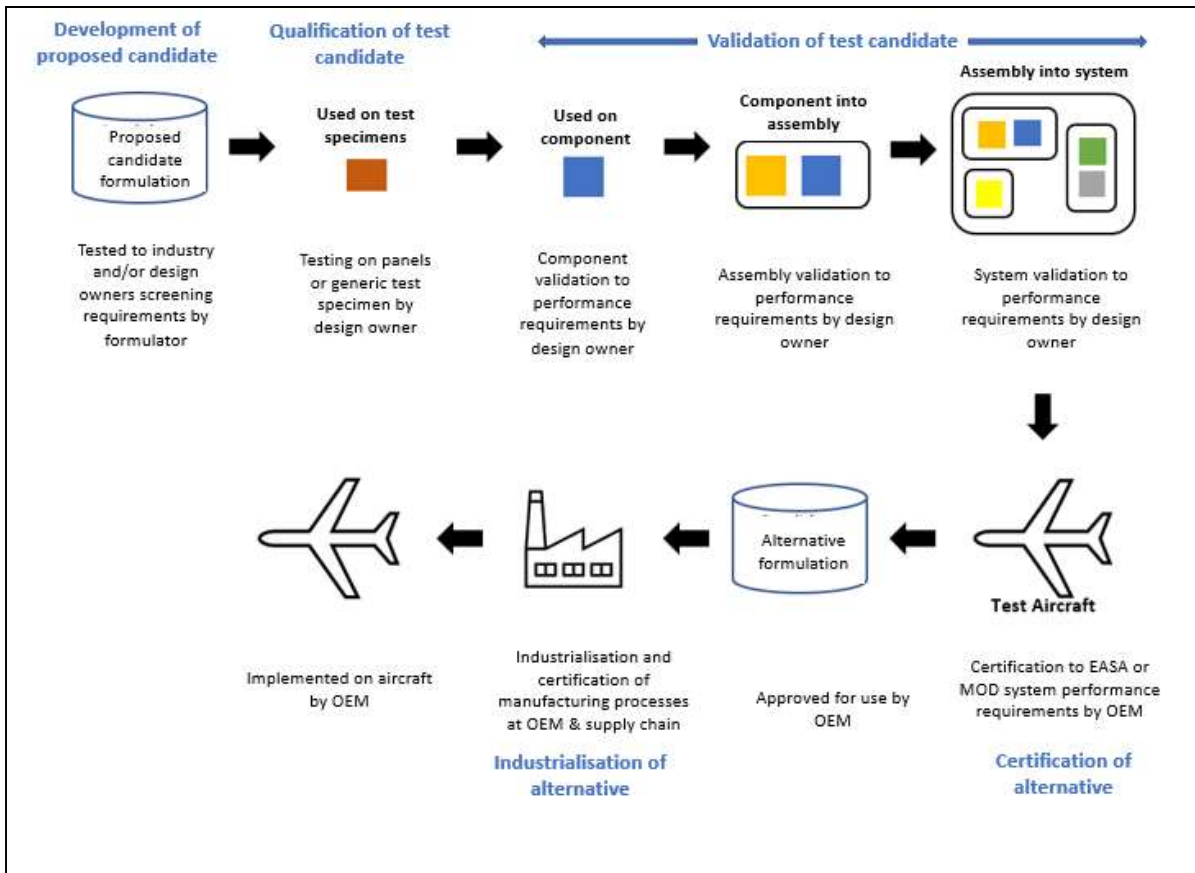 Development of
proposed candidate
Qualification of test
candidate
Validation of test candidate
Proposed
candidate
formulation
Used on test
specimens
Used on
component
Component into
assembly
Assembly into system
Tested to industry
and/or design
owners screening
requirements by
formulator
Testing on panels
or generic test
specimen by
design owner
Component
validation to
performance
requirements by
design owner
Assembly validation to
performance
requirements by design
owner
System validation to
performance
requirements by design
owner
Alternative
formulation
Test Aircraft
Implemented on aircraft
by OEM
Industrialisation and
certification of
manufacturing processes
at OEM & supply chain
Approved for use by
OEM
Certification to EASA or
MOD system performance
requirements by OEM
Industrialisation of
alternative
Certification of
alternative